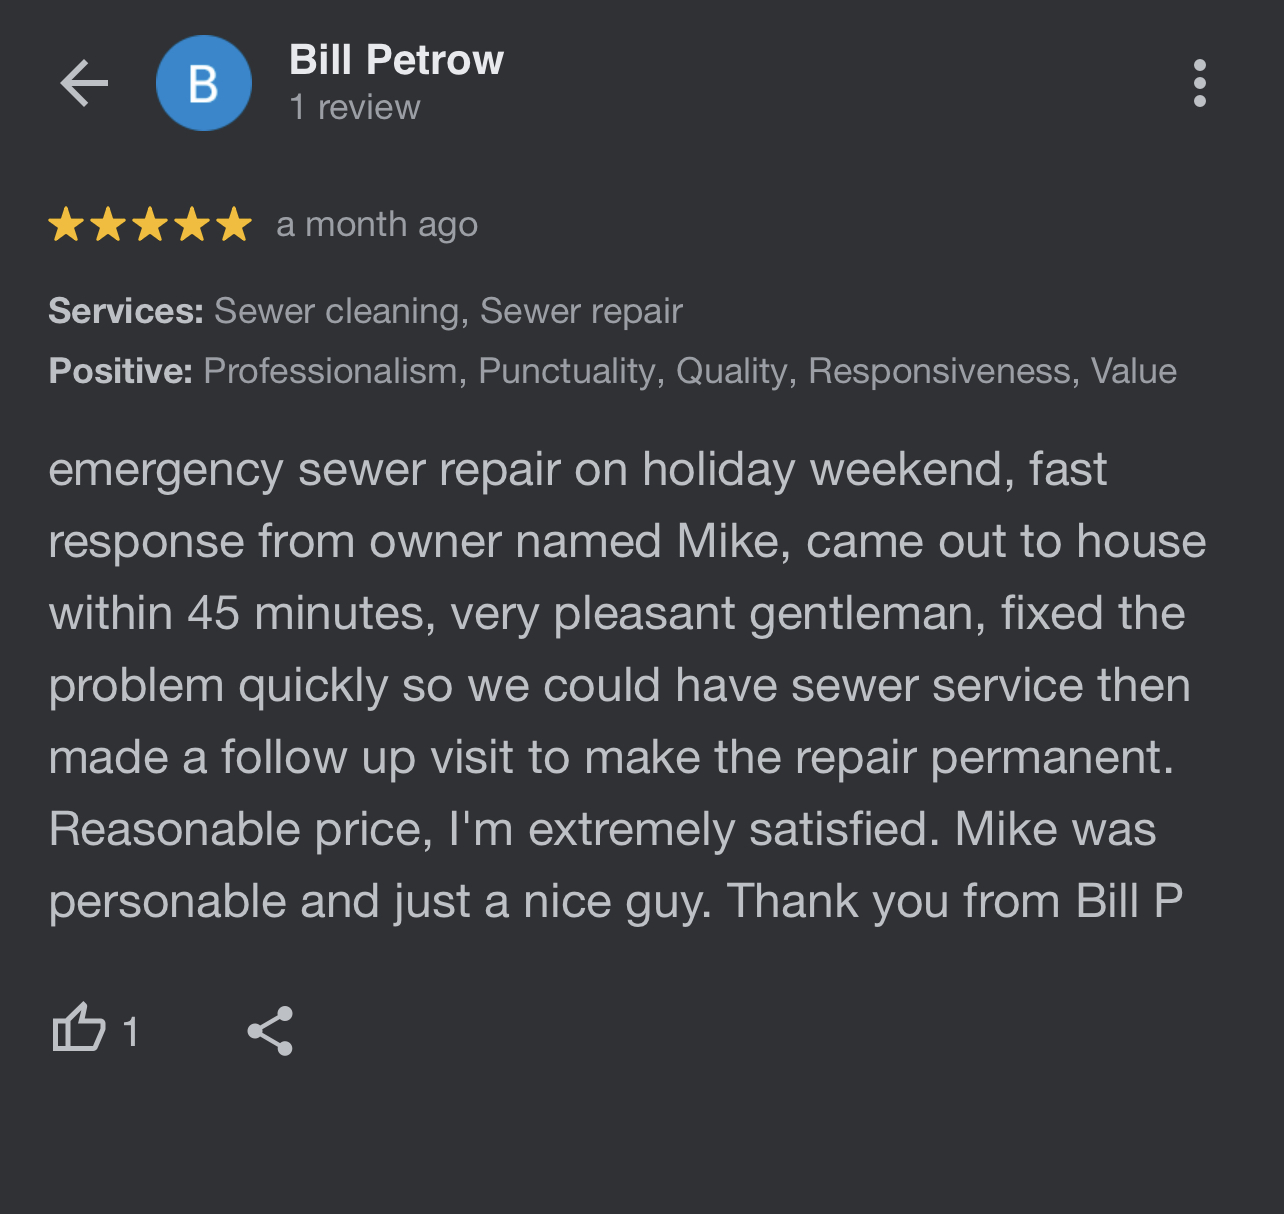 B
Bill Petrow
1 review
a month ago
Services: Sewer cleaning, Sewer repair
Positive: Professionalism, Punctuality, Quality, Responsiveness, Value
emergency sewer repair on holiday weekend, fast
response from owner named Mike, came out to house
within 45 minutes, very pleasant gentleman, fixed the
problem quickly so we could have sewer service then
made a follow up visit to make the repair permanent.
Reasonable price, I'm extremely satisfied. Mike was
personable and just a nice guy. Thank you from Bill P
1